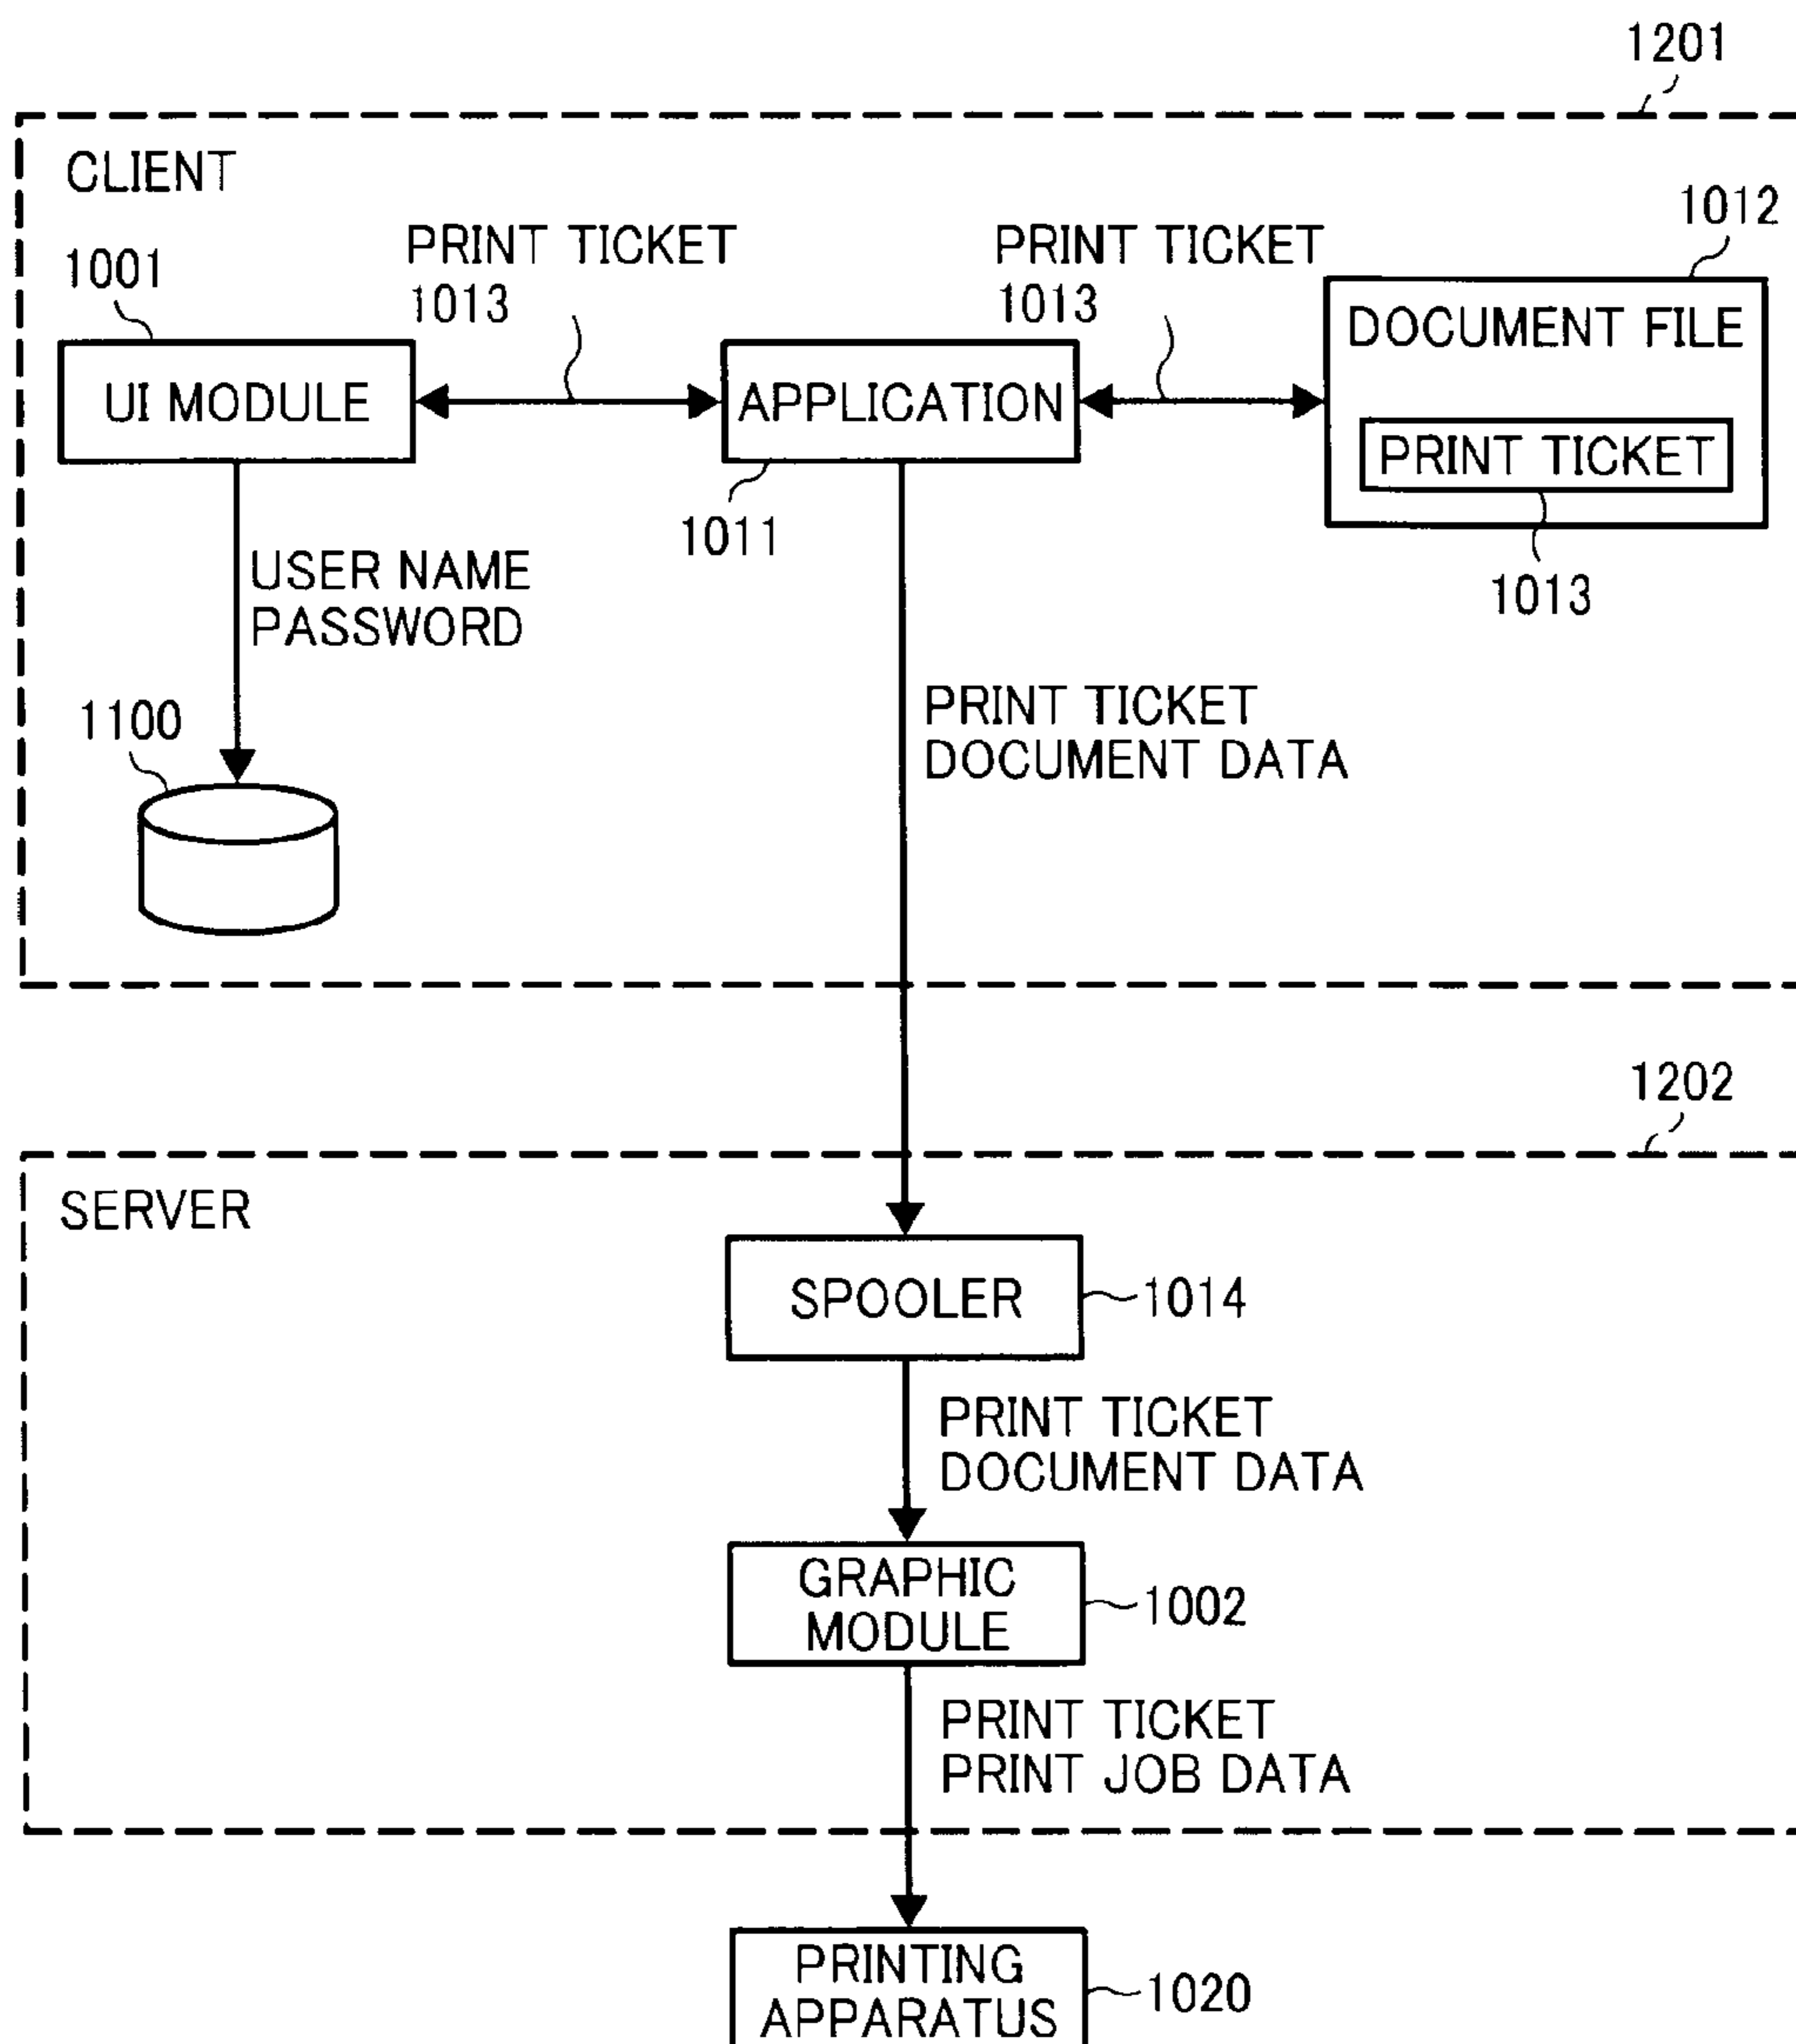 1201
CLIENT
1012
PRINT TICKET
1013
PRINT TICKET
1013
1001
DOCUMENT FILE
UI MODULE
APPLICATION
PRINT TICKET
1011
1013
USER NAME
PASSWORD
PRINT TICKET
DOCUMENT DATA
1100
1202
SERVER
SPOOLER
1014
PRINT TICKET
DOCUMENT DATA
GRAPHIC
MODULE
1002
PRINT TICKET
PRINT JOB DATA
PRINTING
APPARATUS
1020